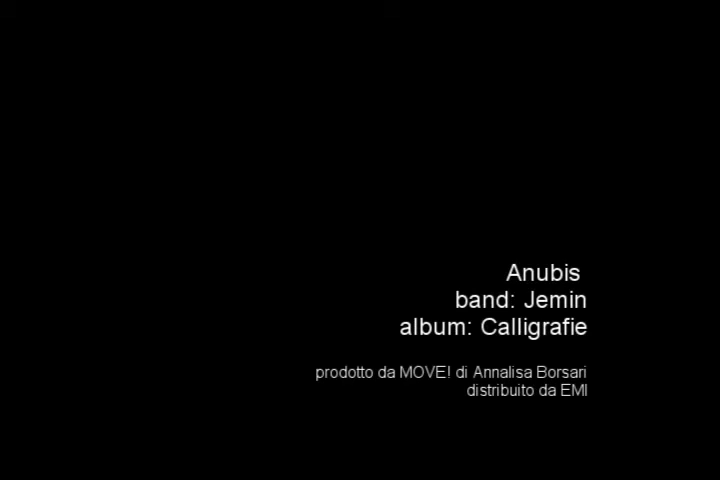 Anubis
band: Jemin
album: Calligrafie
prodotto da MOVE! di Annalisa Borsari
distribuito da EMI